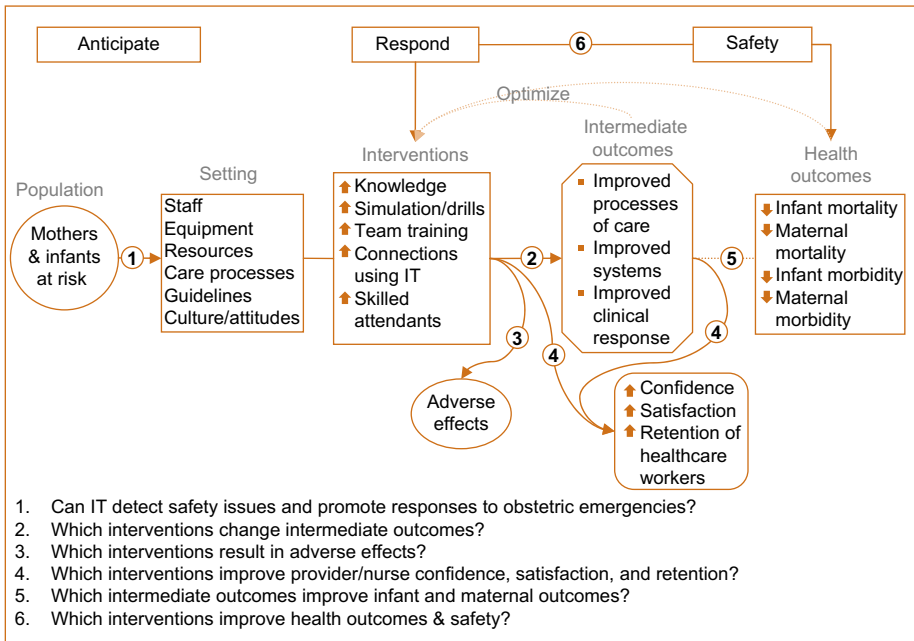 Anticipate
Respond
6
Safety
Optimize
Population
Mothers
& infants
at risk
1
Setting
Staff
Equipment
Resources
Care processes
Guidelines
Culture/attitudes
Interventions
Knowledge
Simulation/drills
Team training
Connections
using IT
Skilled
attendants
2
3
4
Adverse
effects
Intermediate
outcomes
Improved
processes
of care
Improved
systems
Improved
clinical
response
5
4
Confidence
Satisfaction
Retention of
healthcare
workers
Health
outcomes
Infant mortality
Maternal
mortality
Infant morbidity
Maternal
morbidity
1. Can IT detect safety issues and promote responses to obstetric emergencies?
2. Which interventions change intermediate outcomes?
3. Which interventions result in adverse effects?
4. Which interventions improve provider/nurse confidence, satisfaction, and retention?
5. Which intermediate outcomes improve infant and maternal outcomes?
6. Which interventions improve health outcomes & safety?